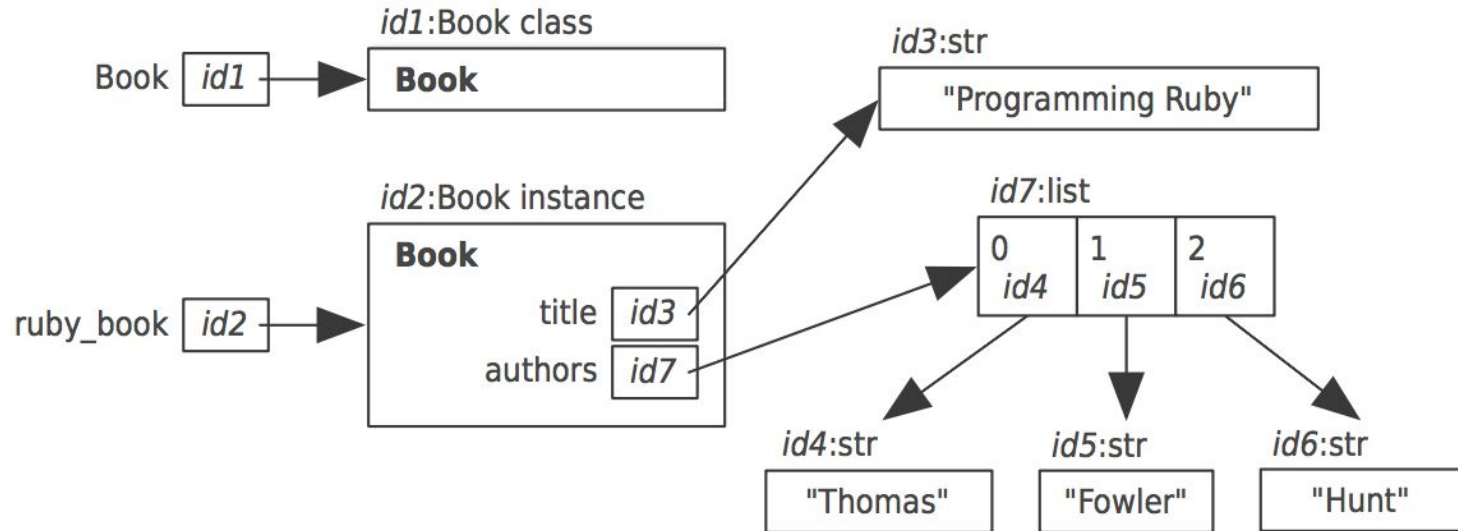 id1:Book class
Book id1 Book
id3:str
"Programming Ruby"
id2:Book instance
Book
ruby_book id2
title id3
authors id7
id7:list
0 1 2
id4 id5 id6
id4:str id5:str id6:str
"Thomas" "Fowler" "Hunt"